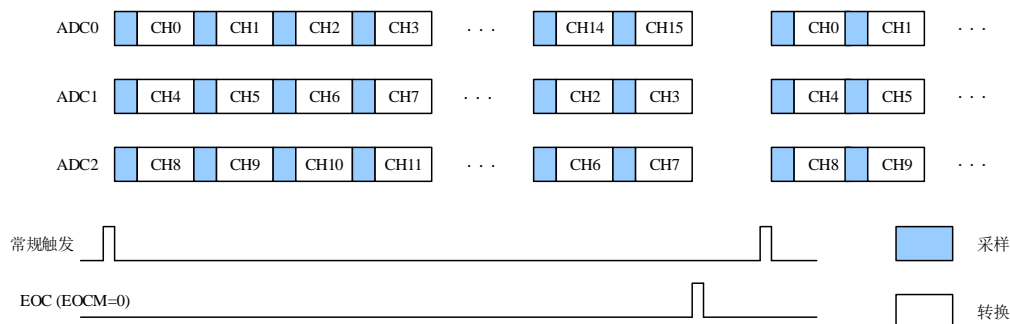 ADC0 CH0 CH1 CH2 CH3 . . . CH14 CH15 CH0 CH1 . . .
ADC1 CH4 CH5 CH6 CH7 . . . CH2 CH3 CH4 CH5 . . .
ADC2 CH8 CH9 CH10 CH11 . . . CH6 CH7 CH8 CH9 . . .
常规触发 采样
EOC (EOCM=0) 转换